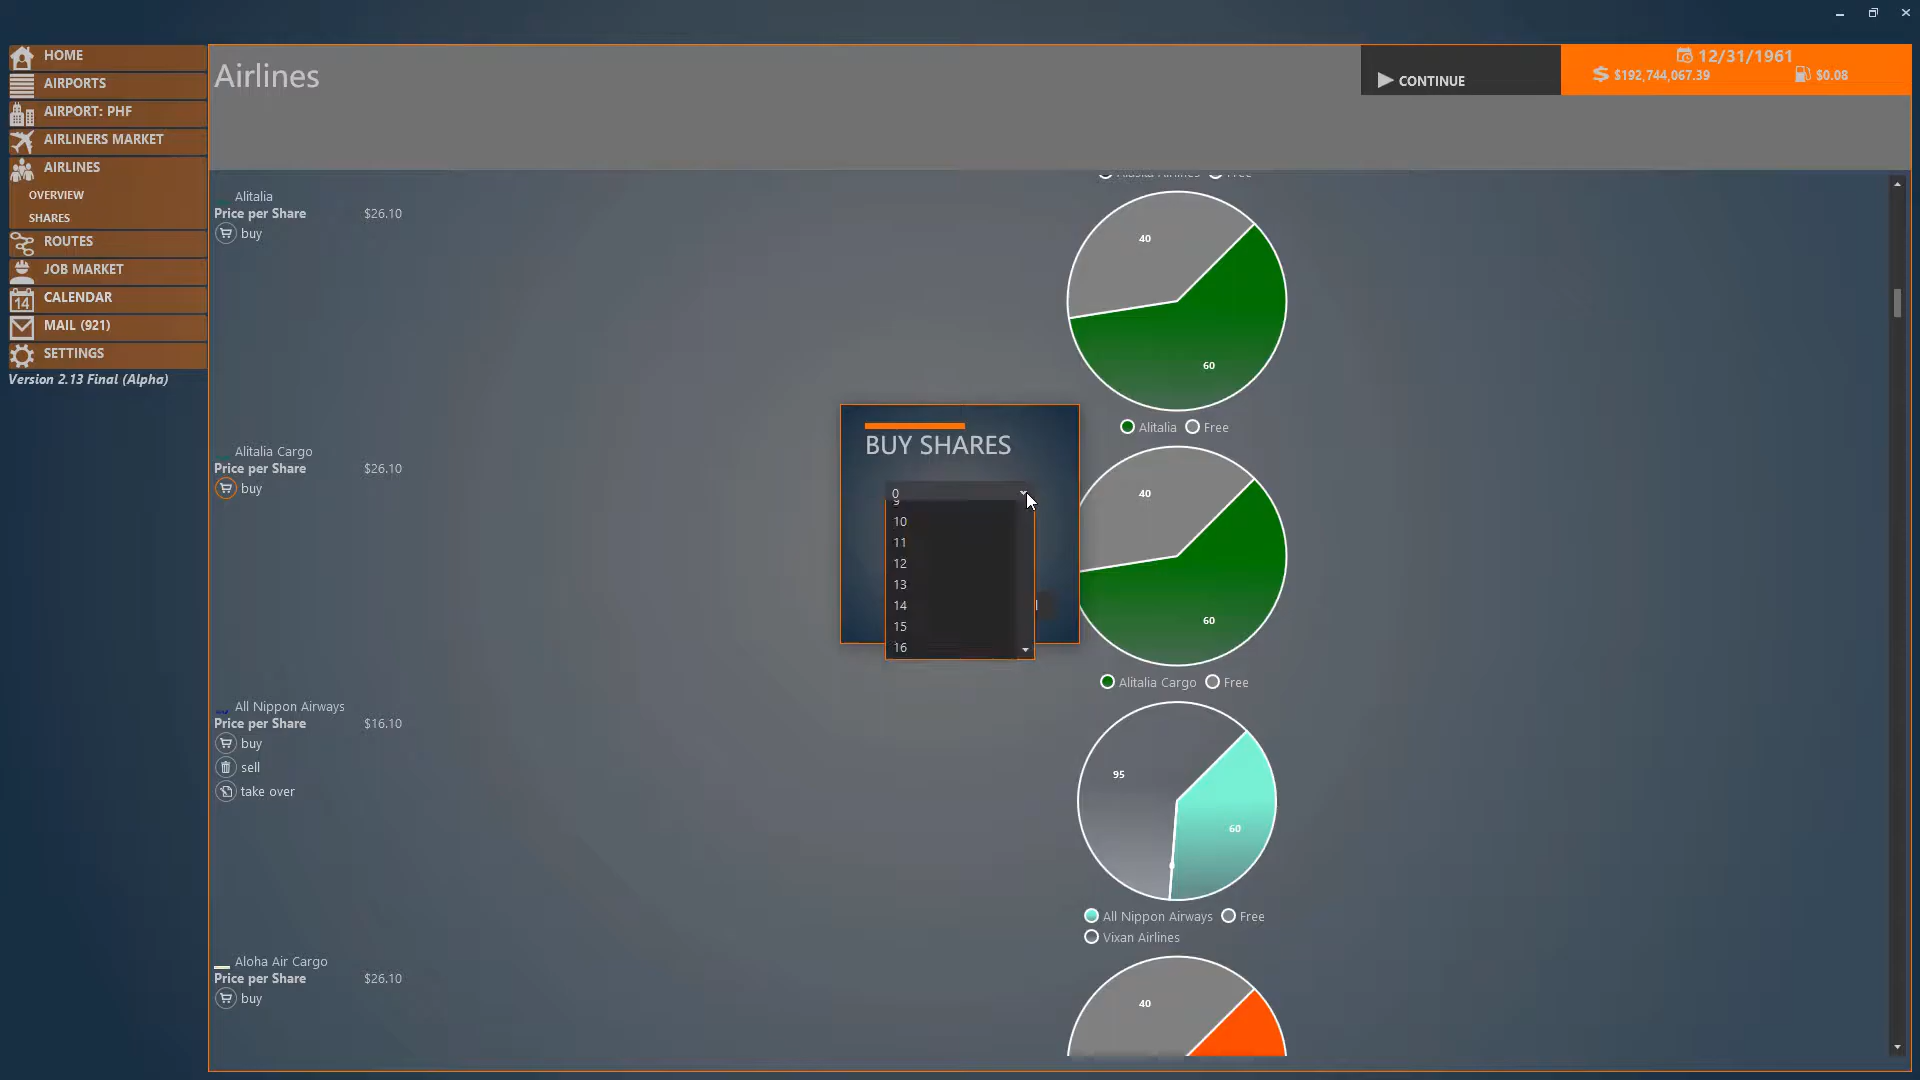 HOME
AIRPORTS
AIRPORT: PHF
AIRLINERS MARKET
AIRLINES
OVERVIEW
SHARES
ROUTES
JOB MARKET
14
CALENDAR
MAIL (921)
SETTINGS
Version 2.13 Final (Alpha)
Airlines
CONTINUE
12/31/1961
$192,744,067.39
$0.08
Alaska Airlines Free
Alitalia
Price per Share $26.10
buy
40
60
Alitalia Free
Alitalia Cargo
Price per Share $26.10
buy
BUY SHARES
0
9
10
11
12
13
14
15
16
40
60
Alitalia Cargo Free
All Nippon Airways
Price per Share $16.10
buy
sell
take over
95
60
All Nippon Airways Free
Vixan Airlines
Aloha Air Cargo
Price per Share $26.10
buy
40